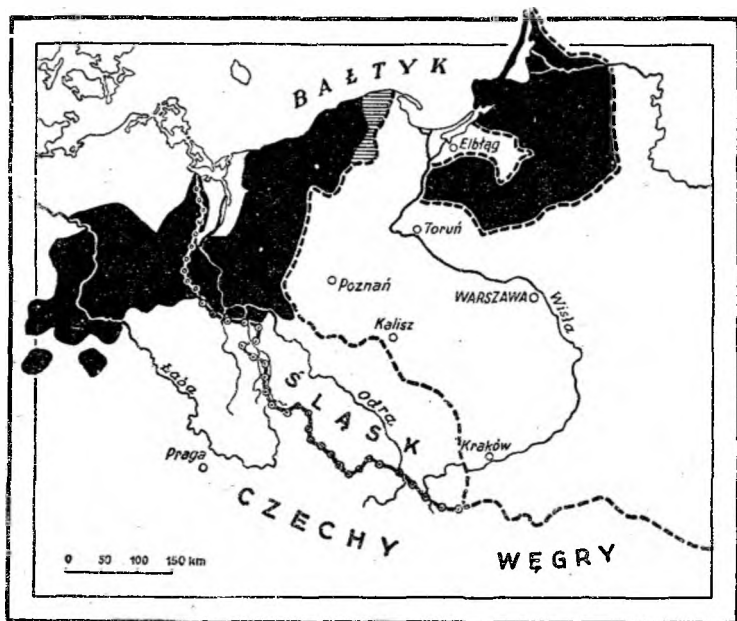 BAŁTYK
Elbląg
Toruń
Poznań
WARSZAWA
Wisła
Kalisz
Łaba
ŚLĄSK
Odra
Praga
Kraków
CZECHY
WĘGRY
0 50 100 150 km